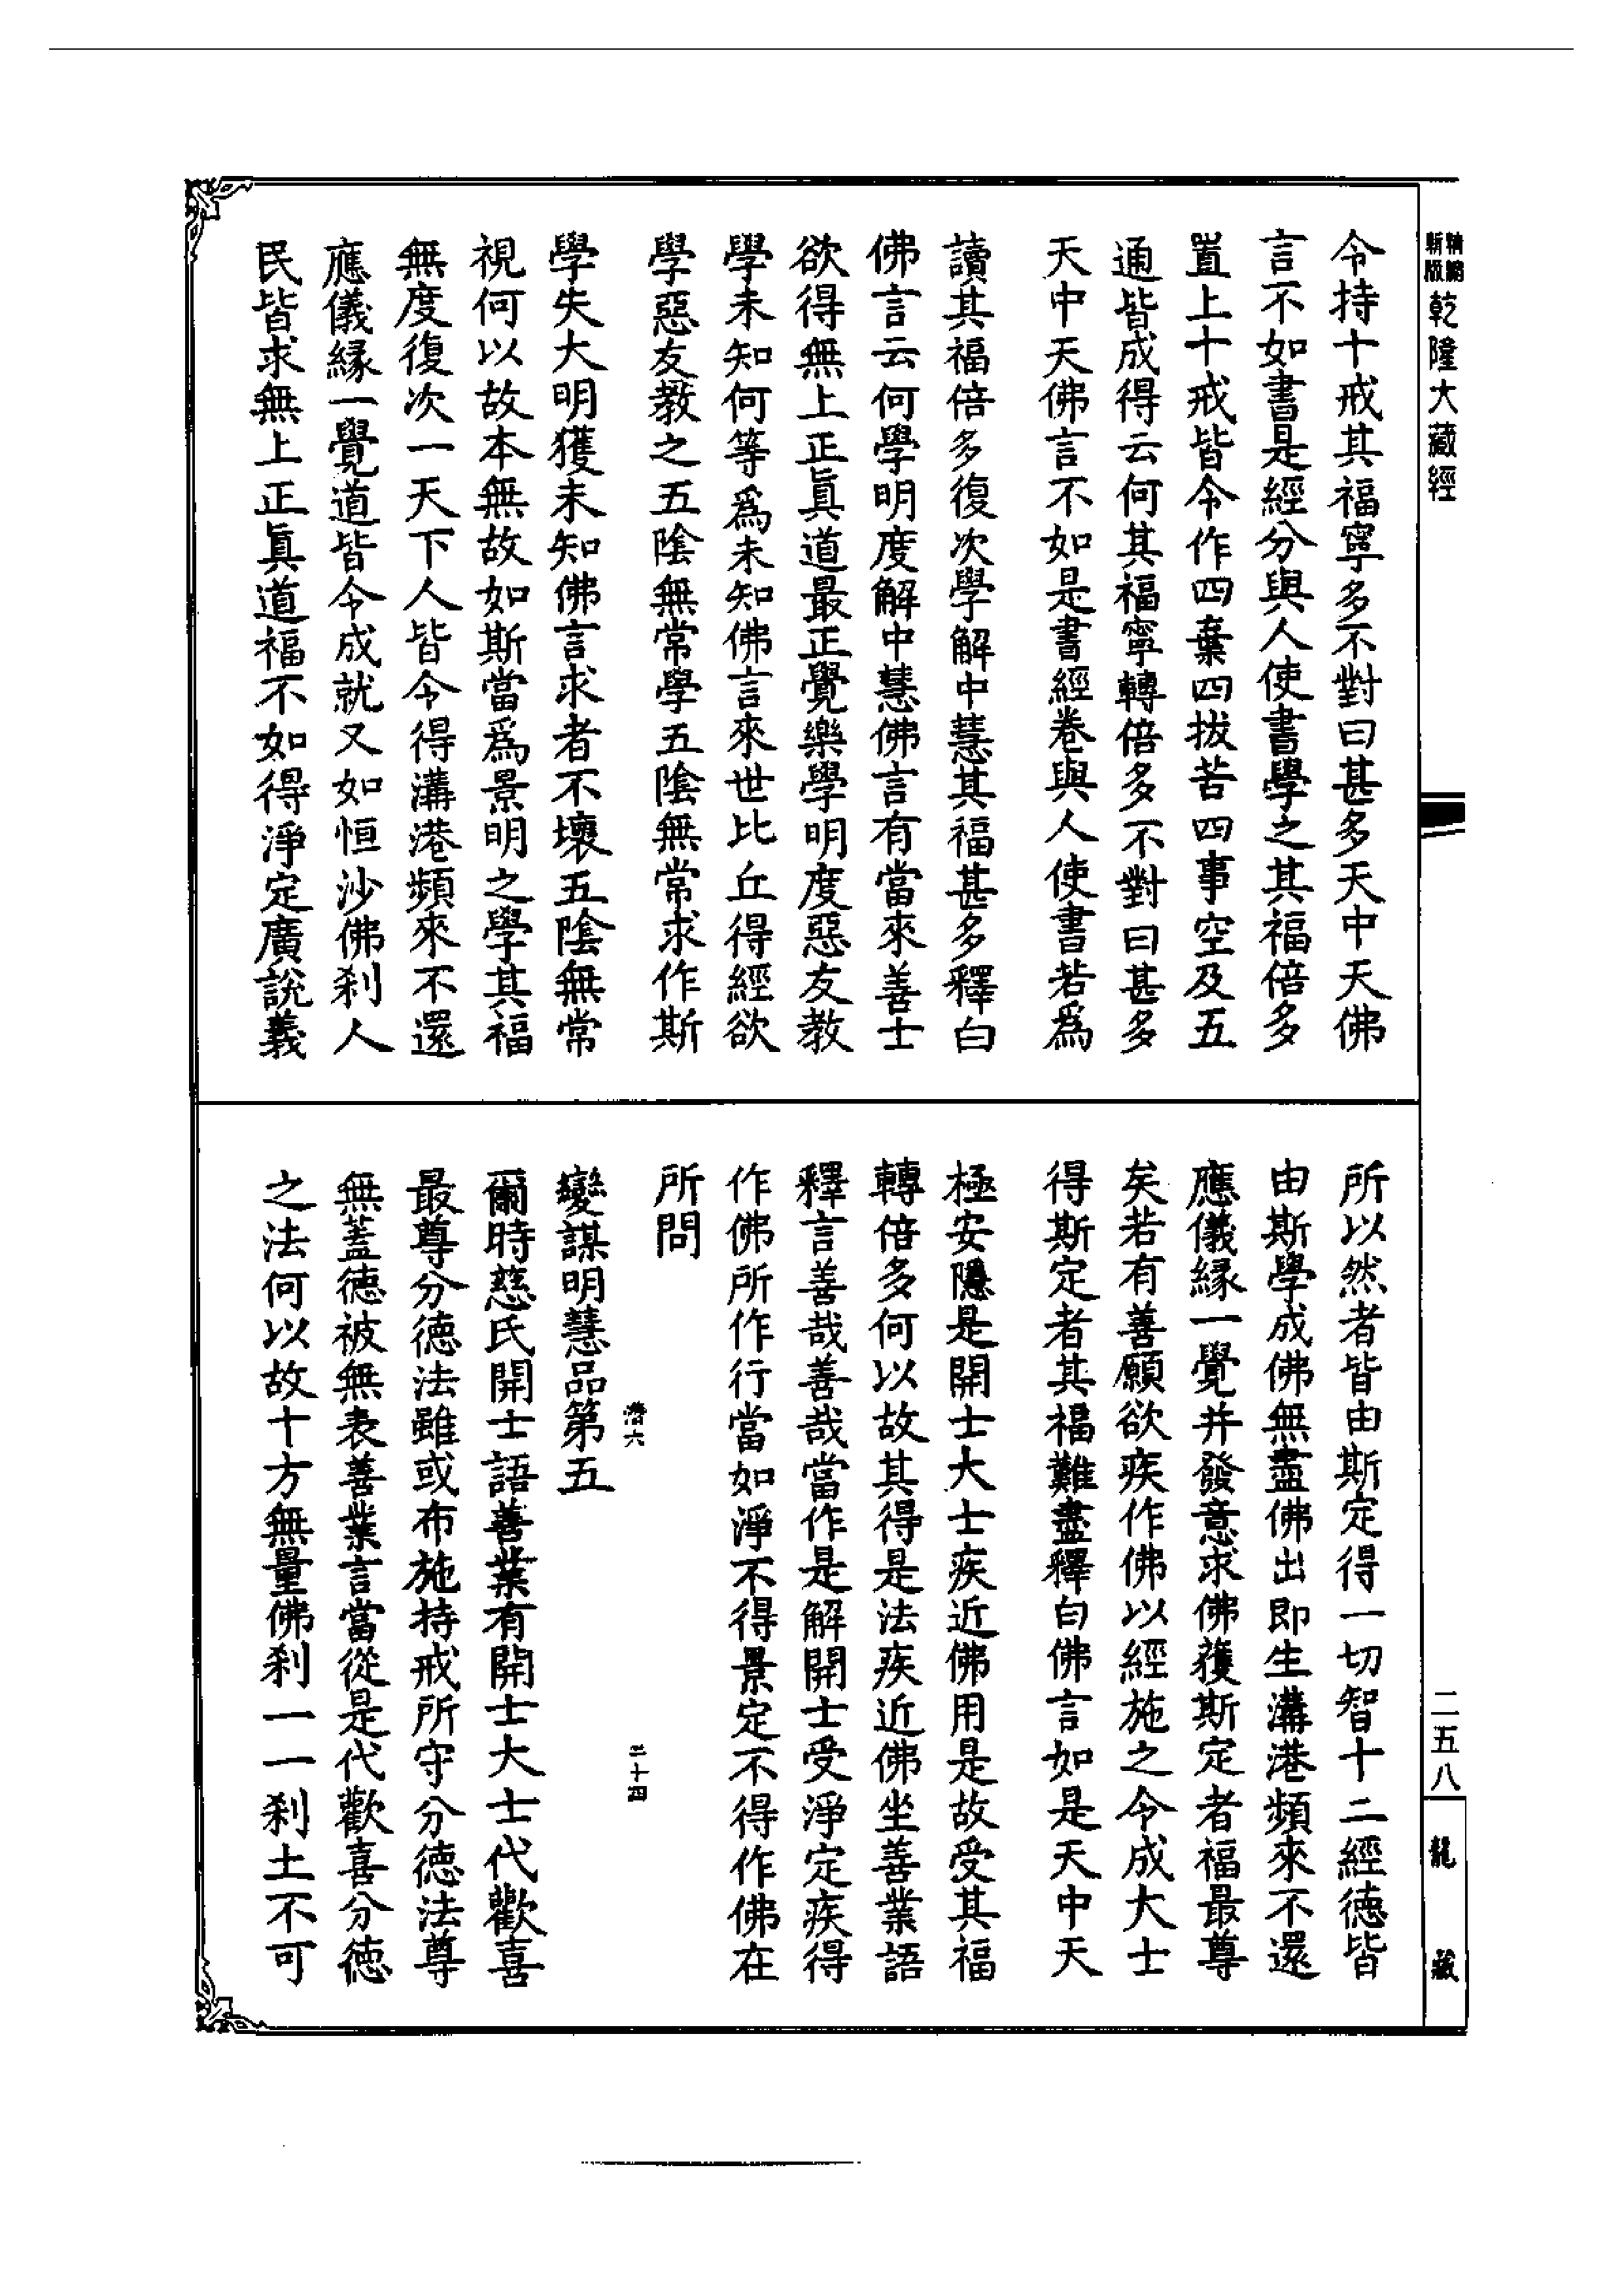 精鵰
新版
乾隆大藏經
令持十戒其福寧多不對曰甚多天中天佛
言不如書是經分與人使書學之其福倍多
置上十戒皆令作四棄四拔苦四事空及五
通皆成得云何其福寧轉倍多不對曰甚多
天中天佛言不如是書經卷與人使書若為
讀其福倍多復次學解中慧其福甚多釋白
佛言云何學明度解中慧佛言有當來善士
欲得無上正眞道最正覺樂學明度惡友教
學未知何等為未知佛言來世比丘得經欲
學惡友教之五陰無常學五陰無常求作斯
學失大明獲未知佛言求者不壞五陰無常
視何以故本無故如斯當為景明之學其福
無度復次一天下人皆令得溝港頻來不還
應儀緣一覺道皆令成就又如恒沙佛刹人
民皆求無上正眞道福不如得淨定廣說義
所以然者皆由斯定得一切智十二經德皆
由斯學成佛無盡佛出即生溝港頻來不還
應儀緣一覺并發意求佛獲斯定者福最尊
矣若有善願欲疾作佛以經施之令成大士
得斯定者其福難盡釋白佛言如是天中天
極安隱是開士大士疾近佛用是故受其福
轉倍多何以故其得是法疾近佛坐善業語
釋言善哉善哉當作是解開士受淨定疾得
作佛所作行當如淨不得景定不得作佛在
所問
潛六
二十四
變謀明慧品第五
爾時慈氏開士語善業有開士大士代歡喜
最尊分德法雖或布施持戒所守分德法尊
無蓋德被無表善業言當從是代歡喜分德
之法何以故十方無量佛刹一一刹土不可
二五八
龍
藏